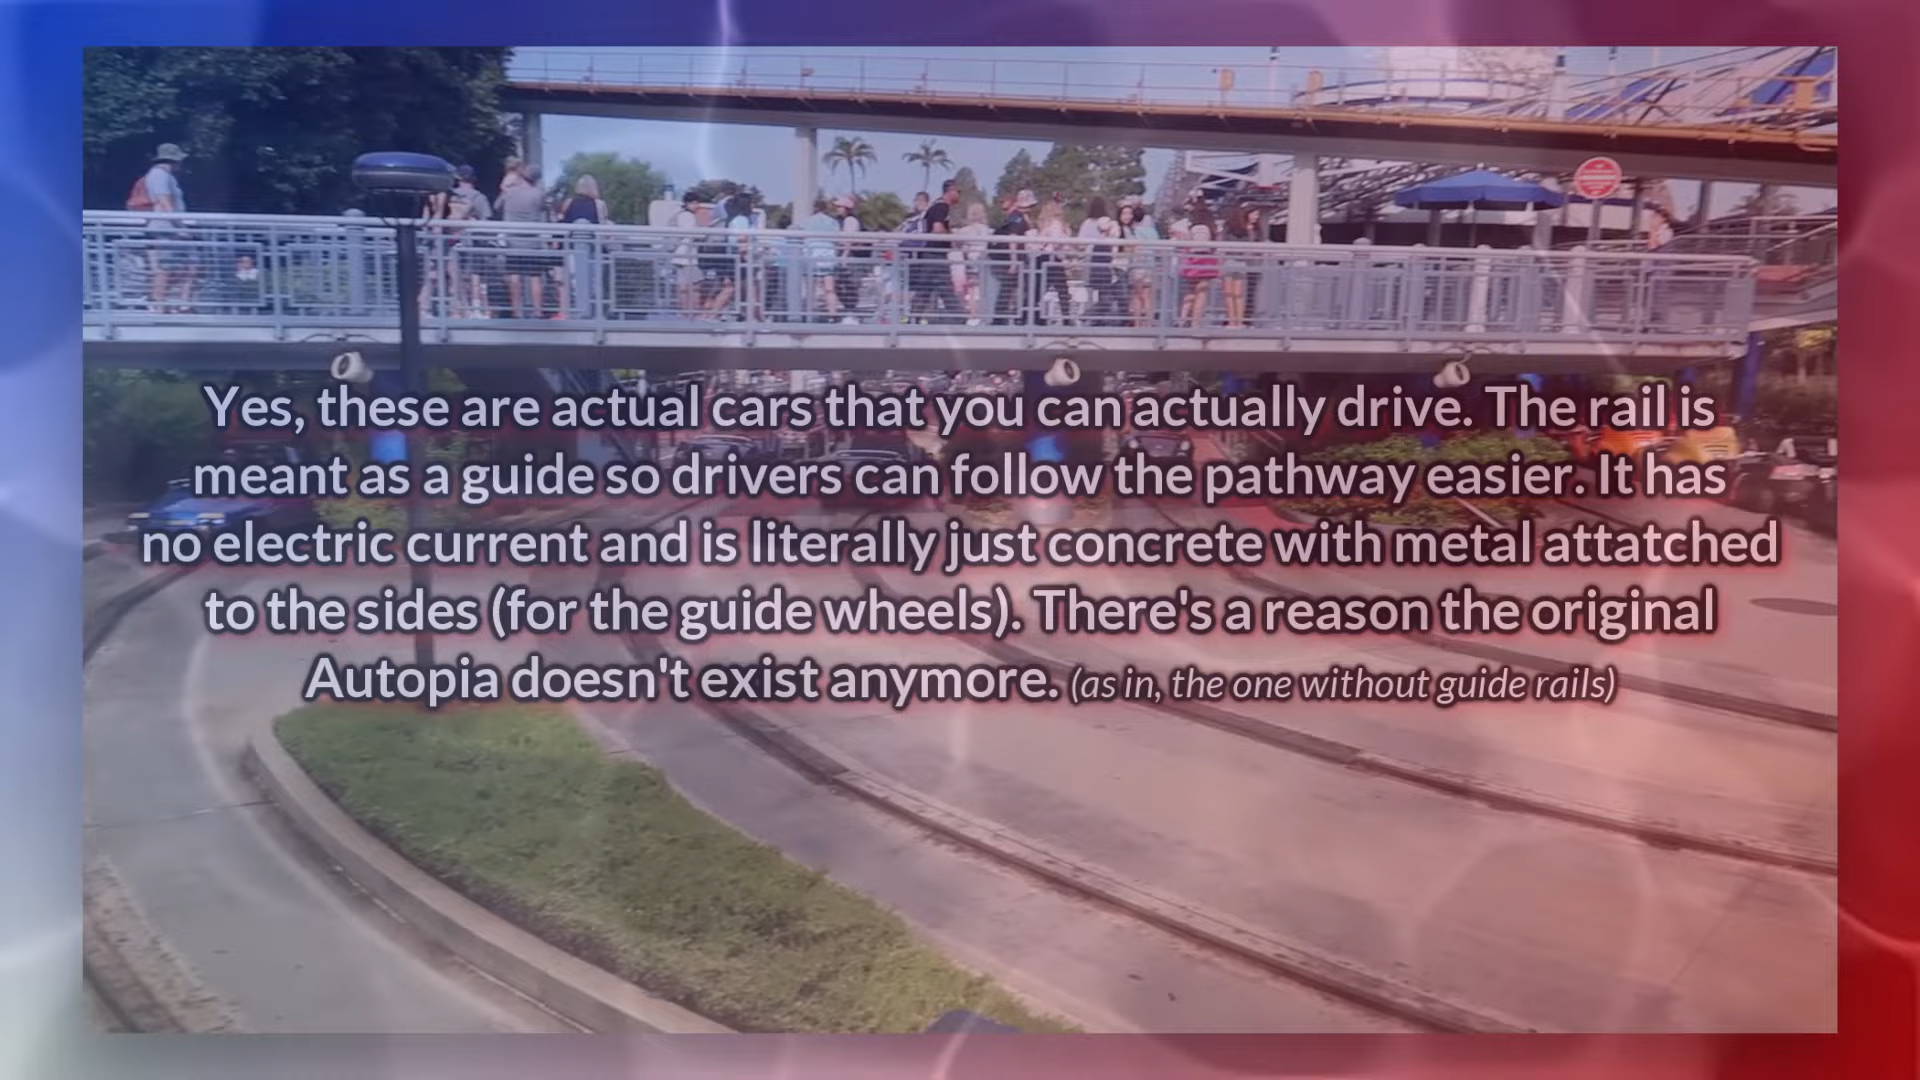 Yes, these are actual cars that you can actually drive. The rail is
meant as a guide so drivers can follow the pathway easier. It has
no electric current and is literally just concrete with metal attatched
to the sides (for the guide wheels). There's a reason the original
Autopia doesn't exist anymore. (as in, the one without guide rails)